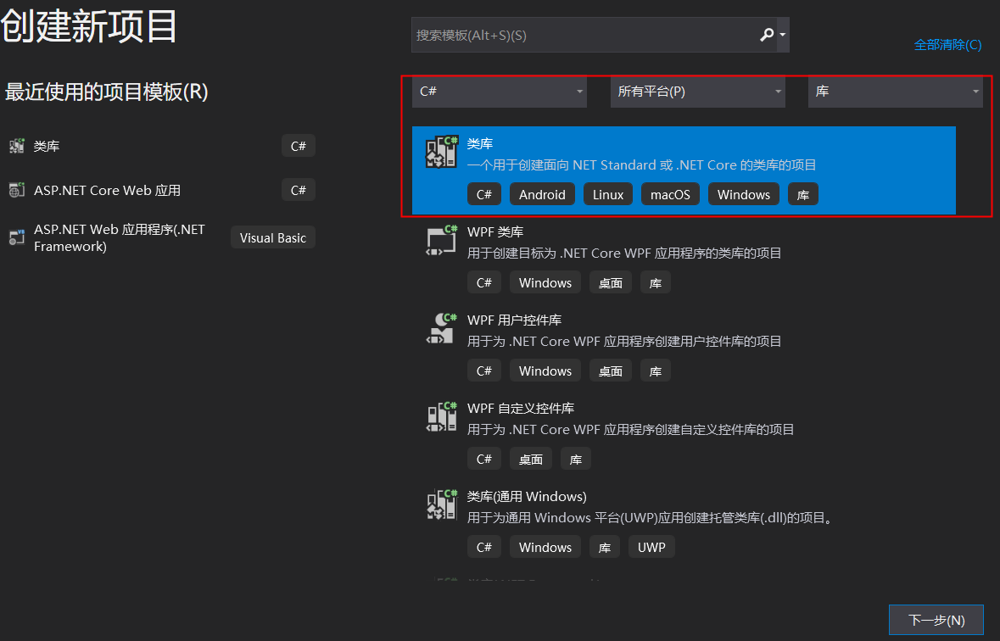 创建新项目
搜索模板(Alt+S)(S)
全部清除(C)
最近使用的项目模板(R)
类库
C#
ASP.NET Core Web 应用
C#
ASP.NET Web 应用程序(.NET
Framework)
Visual Basic
C#
所有平台(P)
库
C#
类库
一个用于创建面向 NET Standard 或 .NET Core 的类库的项目
C# Android Linux macOS Windows 库
C#
WPF 类库
用于创建目标为 .NET Core WPF 应用程序的类库的项目
C# Windows 桌面 库
C#
WPF 用户控件库
用于为 .NET Core WPF 应用程序创建用户控件库的项目
C# Windows 桌面 库
C#
WPF 自定义控件库
用于为 .NET Core WPF 应用程序创建自定义控件库的项目
C# 桌面 库
C#
类库(通用 Windows)
用于为通用 Windows 平台(UWP)应用创建托管类库(.dll)的项目。
C# Windows 库 UWP
下一步(N)